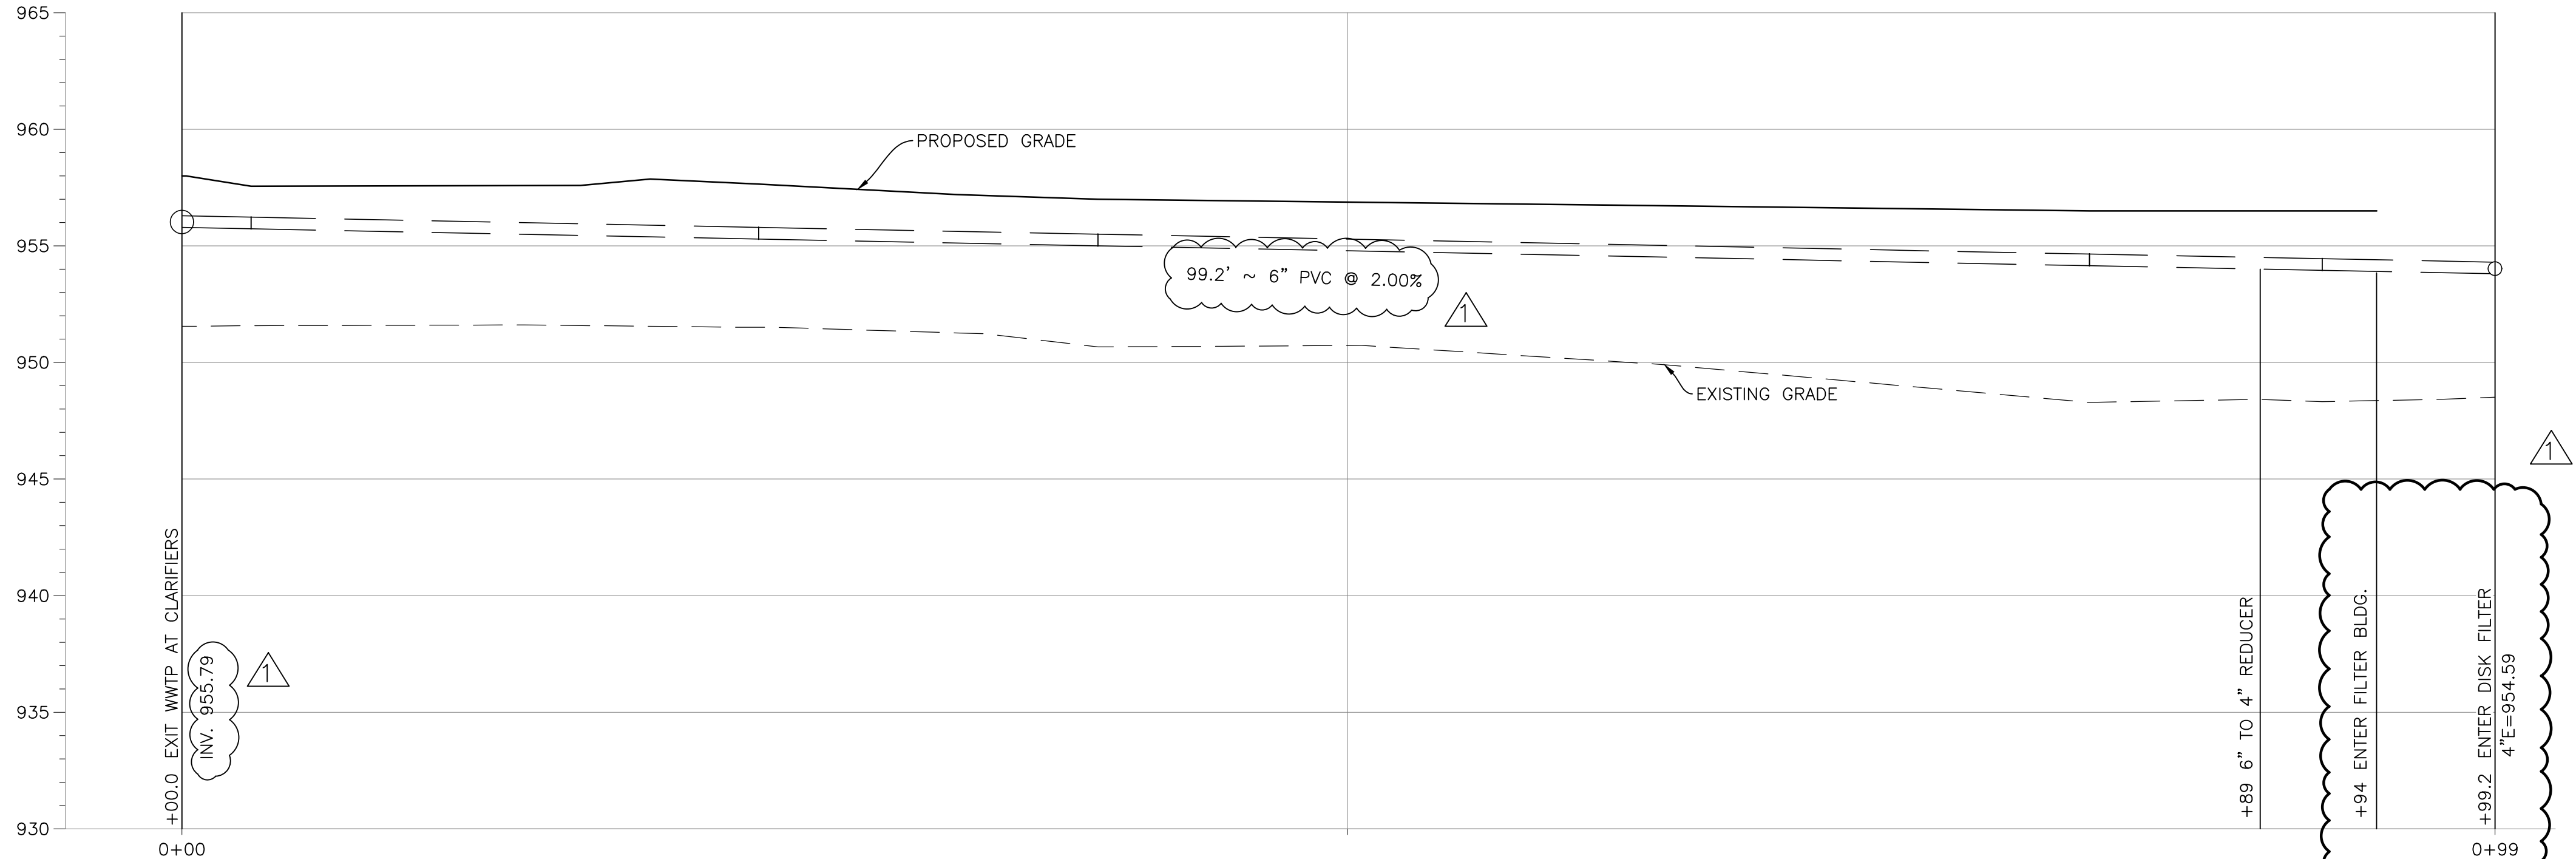 965
960
955
950
945
940
935
930
PROPOSED GRADE
99.2' ~ 6" PVC @ 2.00%
1
EXISTING GRADE
1
+00.0 EXIT WWTP AT CLARIFIERS
INV. 955.79
1
+89 6" TO 4" REDUCER
+94 ENTER FILTER BLDG.
+99.2 ENTER DISK FILTER
4"E=954.59
0+00
0+99